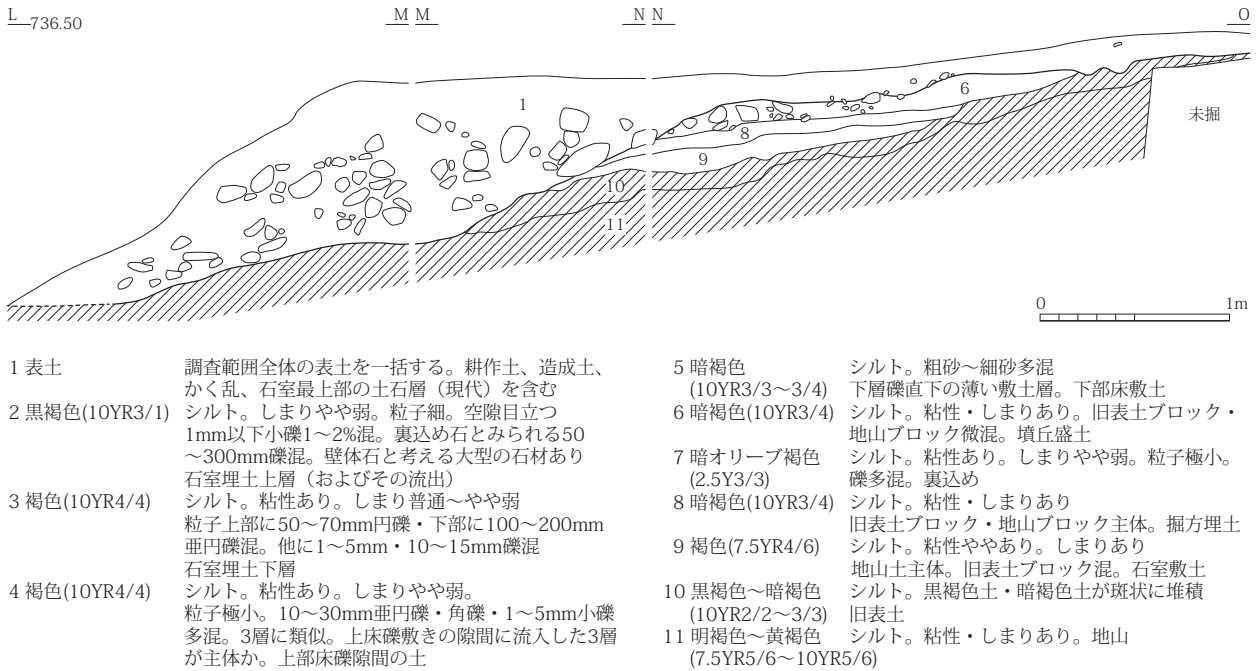 L 736.50
M M
N N
O
1
6
8
9
10
11
未掘
0 1m
1 表土 調査範囲全体の表土を一括する。耕作土、造成土、
かく乱、石室最上部の土石層（現代）を含む
2 黒褐色(10YR3/1) シルト。しまりやや弱。粒子細。空隙目立つ
1mm以下小礫1～2%混。裏込め石とみられる50
～300mm礫混。壁体石と考える大型の石材あり
石室埋土上層（およびその流出）
3 褐色(10YR4/4) シルト。粘性あり。しまり普通～やや弱
粒子上部に50～70mm円礫・下部に100～200mm
亜円礫混。他に1～5mm・10～15mm礫混
石室埋土下層
4 褐色(10YR4/4) シルト。粘性あり。しまりやや弱。
粒子極小。10～30mm亜円礫・角礫・1～5mm小礫
多混。3層に類似。上床礫敷きの隙間に流入した3層
が主体か。上部床礫隙間の土
5 暗褐色 シルト。粗砂～細砂多混
(10YR3/3～3/4) 下層礫直下の薄い敷土層。下部床敷土
6 暗褐色(10YR3/4) シルト。粘性・しまりあり。旧表土ブロック・
地山ブロック微混。墳丘盛土
7 暗オリーブ褐色 シルト。粘性あり。しまりやや弱。粒子極小。
(2.5Y3/3) 礫多混。裏込め
8 暗褐色(10YR3/4) シルト。粘性・しまりあり
旧表土ブロック・地山ブロック主体。掘方埋土
9 褐色(7.5YR4/6) シルト。粘性ややあり。しまりあり
地山土主体。旧表土ブロック混。石室敷土
10 黒褐色～暗褐色 シルト。黒褐色土・暗褐色土が斑状に堆積
(10YR2/2～3/3) 旧表土
11 明褐色～黄褐色 シルト。粘性・しまりあり。地山
(7.5YR5/6～10YR5/6)